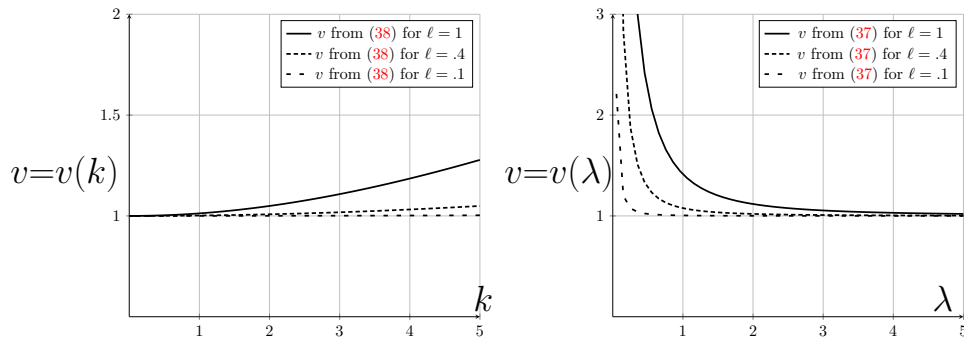 2
1.5
1
v=v(k)
v from (38) for ℓ = 1
v from (38) for ℓ = .4
v from (38) for ℓ = .1
k
1 2 3 4 5
3
2
1
v=v(λ)
v from (37) for ℓ = 1
v from (37) for ℓ = .4
v from (37) for ℓ = .1
λ
1 2 3 4 5